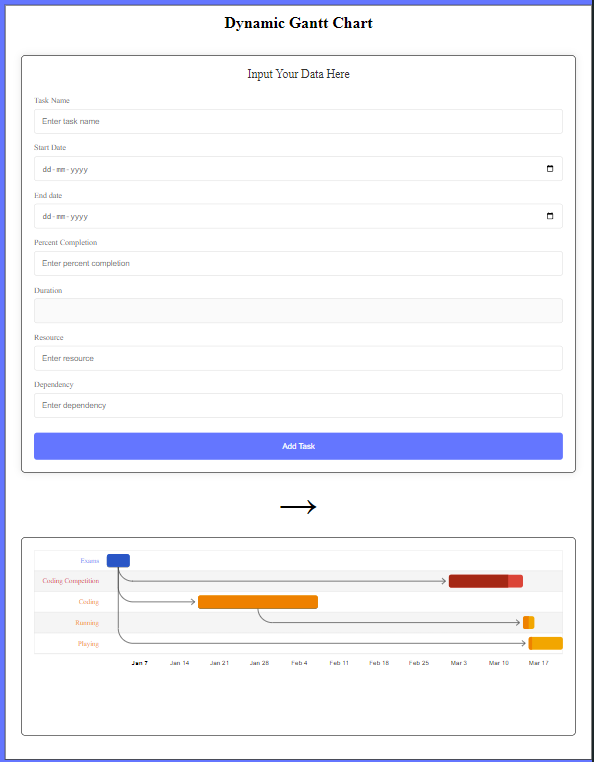 Dynamic Gantt Chart
Input Your Data Here
Task Name
Enter task name
Start Date
dd-mm-yyyy
End date
dd-mm-yyyy
Percent Completion
Enter percent completion
Duration
Resource
Enter resource
Dependency
Enter dependency
Add Task
→
Exams
Coding Competition
Coding
Running
Playing
Jan 7 Jan 14 Jan 21 Jan 28 Feb 4 Feb 11 Feb 18 Feb 25 Mar 3 Mar 10 Mar 17